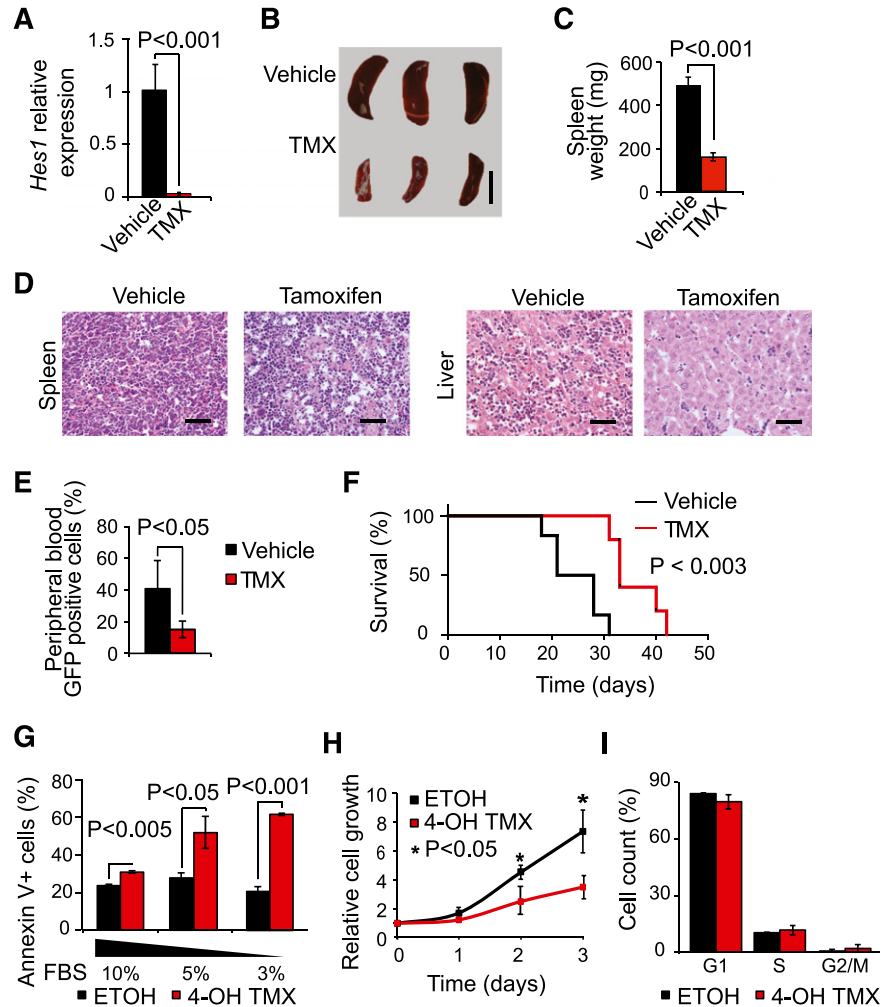 A
P<0.001
Hes1 relative
expression
1.5
1
0.5
0
Vehicle
TMX
B
Vehicle
TMX
C
P<0.001
Spleen
weight (mg)
600
400
200
0
Vehicle
TMX
D
Vehicle
Tamoxifen
Spleen
Vehicle
Tamoxifen
Liver
E
Peripheral blood
GFP positive cells (%)
80
60
40
20
0
P<0.05
Vehicle
TMX
F
Survival (%)
100
50
0
Vehicle
TMX
P < 0.003
0 10 20 30 40 50
Time (days)
G
Annexin V+ cells (%)
80
60
40
20
0
P<0.005
P<0.05
P<0.001
FBS 10% 5% 3%
ETOH 4-OH TMX
H
Relative cell growth
10
8
6
4
2
0
ETOH
4-OH TMX
* P<0.05
*
*
0 1 2 3
Time (days)
I
Cell count (%)
90
60
30
0
G1 S G2/M
ETOH 4-OH TMX